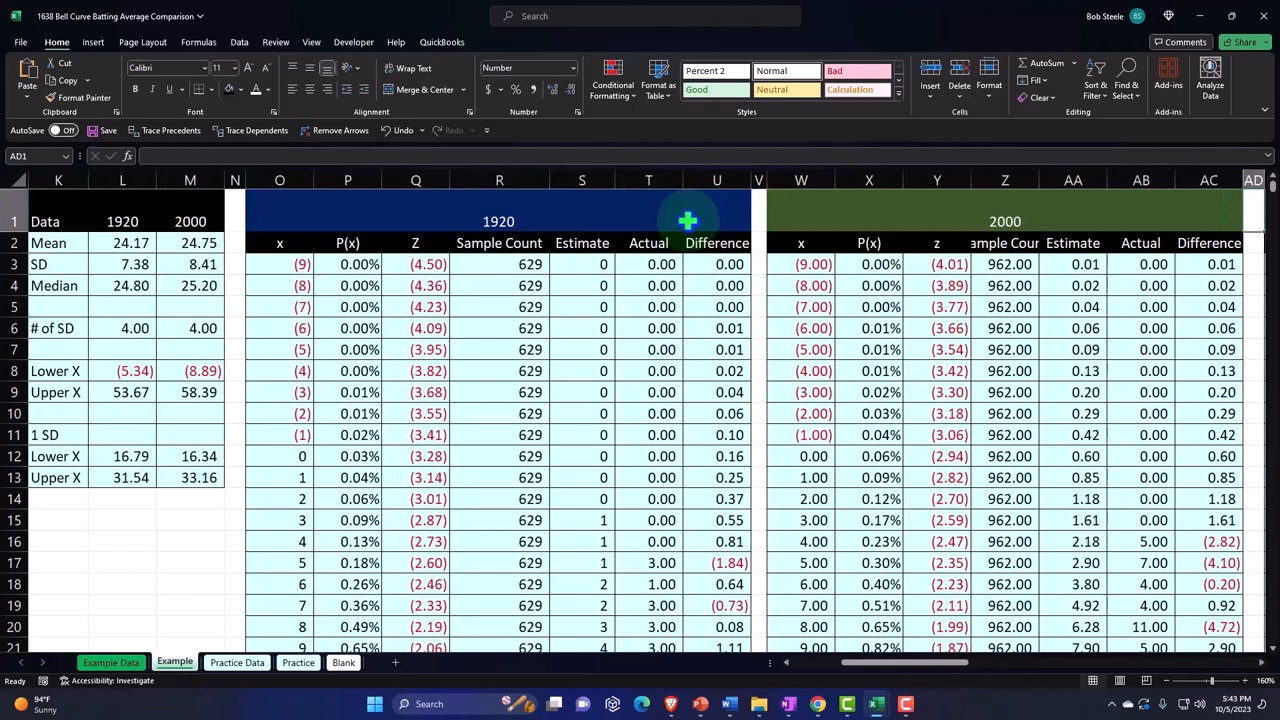 1638 Bell Curve Batting Average Comparison
Search
Bob Steele BS
File Home Insert Page Layout Formulas Data Review View Developer Help QuickBooks Comments Share
Paste Cut Copy Format Painter Clipboard
Calibri 11 B I U A Font
Wrap Text Merge & Center Alignment
Number $ % Number
Conditional Formatting Format as Table
Percent 2 Normal Bad
Good Neutral Calculation
Styles
Insert Delete Format Cells
AutoSum Fill Clear Sort & Filter Find & Select Editing
Add-ins Add-ins
Analyze Data
AutoSave Off Save Trace Precedents Trace Dependents Remove Arrows Undo Redo
AD1 fx
K L M N O P Q R S T U V W X Y Z AA AB AC AD
1 Data 1920 2000 1920 2000
2 Mean 24.17 24.75 x P(x) Z Sample Count Estimate Actual Difference x P(x) z ample Cour Estimate Actual Difference
3 SD 7.38 8.41 (9) 0.00% (4.50) 629 0 0.00 0.00 (9.00) 0.00% (4.01) 962.00 0.01 0.00 0.01
4 Median 24.80 25.20 (8) 0.00% (4.36) 629 0 0.00 0.00 (8.00) 0.00% (3.89) 962.00 0.02 0.00 0.02
5 (7) 0.00% (4.23) 629 0 0.00 0.00 (7.00) 0.00% (3.77) 962.00 0.04 0.00 0.04
6 # of SD 4.00 4.00 (6) 0.00% (4.09) 629 0 0.00 0.01 (6.00) 0.01% (3.66) 962.00 0.06 0.00 0.06
7 (5) 0.00% (3.95) 629 0 0.00 0.01 (5.00) 0.01% (3.54) 962.00 0.09 0.00 0.09
8 Lower X (5.34) (8.89) (4) 0.00% (3.82) 629 0 0.00 0.02 (4.00) 0.01% (3.42) 962.00 0.13 0.00 0.13
9 Upper X 53.67 58.39 (3) 0.01% (3.68) 629 0 0.00 0.04 (3.00) 0.02% (3.30) 962.00 0.20 0.00 0.20
10 (2) 0.01% (3.55) 629 0 0.00 0.06 (2.00) 0.03% (3.18) 962.00 0.29 0.00 0.29
11 1 SD (1) 0.02% (3.41) 629 0 0.00 0.10 (1.00) 0.04% (3.06) 962.00 0.42 0.00 0.42
12 Lower X 16.79 16.34 0 0.03% (3.28) 629 0 0.00 0.16 0.00 0.06% (2.94) 962.00 0.60 0.00 0.60
13 Upper X 31.54 33.16 1 0.04% (3.14) 629 0 0.00 0.25 1.00 0.09% (2.82) 962.00 0.85 0.00 0.85
14 2 0.06% (3.01) 629 0 0.00 0.37 2.00 0.12% (2.70) 962.00 1.18 0.00 1.18
15 3 0.09% (2.87) 629 1 0.00 0.55 3.00 0.17% (2.59) 962.00 1.61 0.00 1.61
16 4 0.13% (2.73) 629 1 0.00 0.81 4.00 0.23% (2.47) 962.00 2.18 5.00 (2.82)
17 5 0.18% (2.60) 629 1 3.00 (1.84) 5.00 0.30% (2.35) 962.00 2.90 7.00 (4.10)
18 6 0.26% (2.46) 629 2 1.00 0.64 6.00 0.40% (2.23) 962.00 3.80 4.00 (0.20)
19 7 0.36% (2.33) 629 2 3.00 (0.73) 7.00 0.51% (2.11) 962.00 4.92 4.00 0.92
20 8 0.49% (2.19) 629 3 3.00 0.08 8.00 0.65% (1.99) 962.00 6.28 11.00 (4.72)
21 9 0.65% (2.06) 629 4 3.00 1.11 9.00 0.82% (1.87) 962.00 7.90 5.00 2.90
Example Data Example Practice Data Practice Blank
Ready Accessibility: Investigate 160%
94°F Sunny Search 5:43 PM 10/5/2023